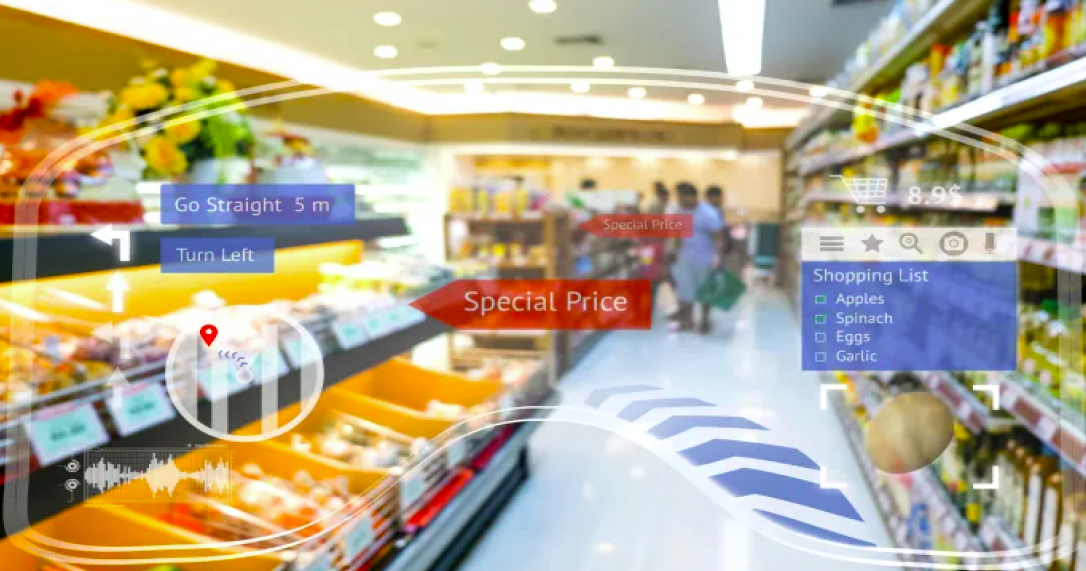 Go Straight 5 m
Turn Left
Special Price
Special Price
8.9$
Shopping List
Apples
Spinach
Eggs
Garlic